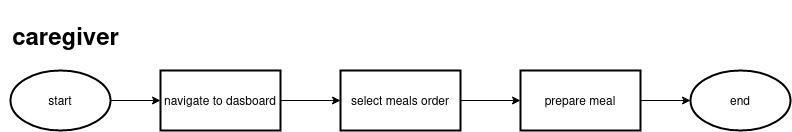 caregiver
start
navigate to dasboard
select meals order
prepare meal
end